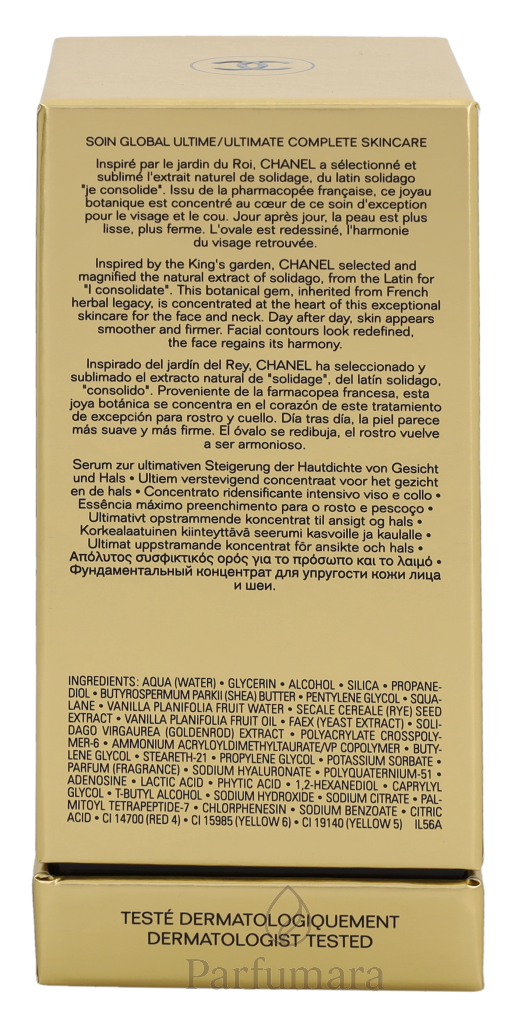 SOIN GLOBAL ULTIME/ULTIMATE COMPLETE SKINCARE
Inspiré par le jardin du Roi, CHANEL a sélectionné et
sublimé l'extrait naturel de solidage, du latin solidago
"je consolide". Issu de la pharmacopée française, ce joyau
botanique est concentré au cœur de ce soin d'exception
pour le visage et le cou. Jour après jour, la peau est plus
lisse, plus ferme. L'ovale est redessiné, l'harmonie
du visage retrouvée.
Inspired by the King's garden, CHANEL selected and
magnified the natural extract of solidago, from the Latin for
"I consolidate". This botanical gem, inherited from French
herbal legacy, is concentrated at the heart of this exceptional
skincare for the face and neck. Day after day, skin appears
smoother and firmer. Facial contours look redefined,
the face regains its harmony.
Inspirado del jardín del Rey, CHANEL ha seleccionado y
sublimado el extracto natural de "solidage", del latín solidago,
"consolido". Proveniente de la farmacopea francesa, esta
joya botánica se concentra en el corazón de este tratamiento
de excepción para rostro y cuello. Día tras día, la piel parece
más suave y más firme. El óvalo se redibuja, el rostro vuelve
a ser armonioso.
Serum zur ultimativen Steigerung der Hautdichte von Gesicht
und Hals • Ultiem verstevigend concentraat voor het gezicht
en de hals • Concentrato ridensificante intensivo viso e collo •
Essência máximo preenchimento para o rosto e pescoço •
Ultimativt opstrammende koncentrat til ansigt og hals •
Korkealaatuinen kiinteyttävä seerumi kasvoille ja kaulalle •
Ultimat uppstramande koncentrat för ansikte och hals •
Απόλυτος συσφικτικός ορός για το πρόσωπο και το λαιμό •
Фундаментальный концентрат для упругости кожи лица
и шеи.
INGREDIENTS: AQUA (WATER) • GLYCERIN • ALCOHOL • SILICA • PROPANE-
DIOL • BUTYROSPERMUM PARKII (SHEA) BUTTER • PENTYLENE GLYCOL • SQUA-
LANE • VANILLA PLANIFOLIA FRUIT WATER • SECALE CEREALE (RYE) SEED
EXTRACT • VANILLA PLANIFOLIA FRUIT OIL • FAEX (YEAST EXTRACT) • SOLI-
DAGO VIRGAUREA (GOLDENROD) EXTRACT • POLYACRYLATE CROSSPOLY-
MER-6 • AMMONIUM ACRYLOYLDIMETHYLTAURATE/VP COPOLYMER • BUTY-
LENE GLYCOL • STEARETH-21 • PROPYLENE GLYCOL • POTASSIUM SORBATE •
PARFUM (FRAGRANCE) • SODIUM HYALURONATE • POLYQUATERNIUM-51 •
ADENOSINE • LACTIC ACID • PHYTIC ACID • 1,2-HEXANEDIOL • CAPRYLYL
GLYCOL • T-BUTYL ALCOHOL • SODIUM HYDROXIDE • SODIUM CITRATE • PAL-
MITOYL TETRAPEPTIDE-7 • CHLORPHENESIN • SODIUM BENZOATE • CITRIC
ACID • CI 14700 (RED 4) • CI 15985 (YELLOW 6) • CI 19140 (YELLOW 5) IL56A
TESTÉ DERMATOLOGIQUEMENT
DERMATOLOGIST TESTED
Parfumara